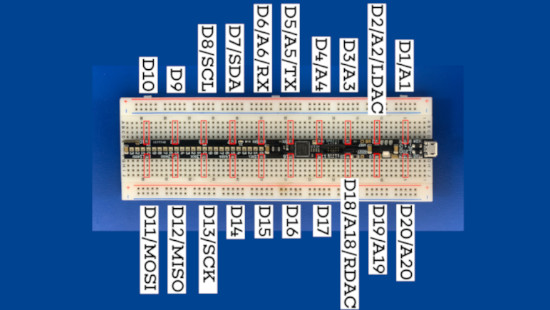 D10
D9
D8/SCL
D7/SDA
D6/A6/RX
D5/A5/TX
D4/A4
D3/A3
D2/A2/LDAC
D1/A1
D11/MOSI
D12/MISO
D13/SCK
D14
D15
D16
D17
D18/A18/RDAC
D19/A19
D20/A20